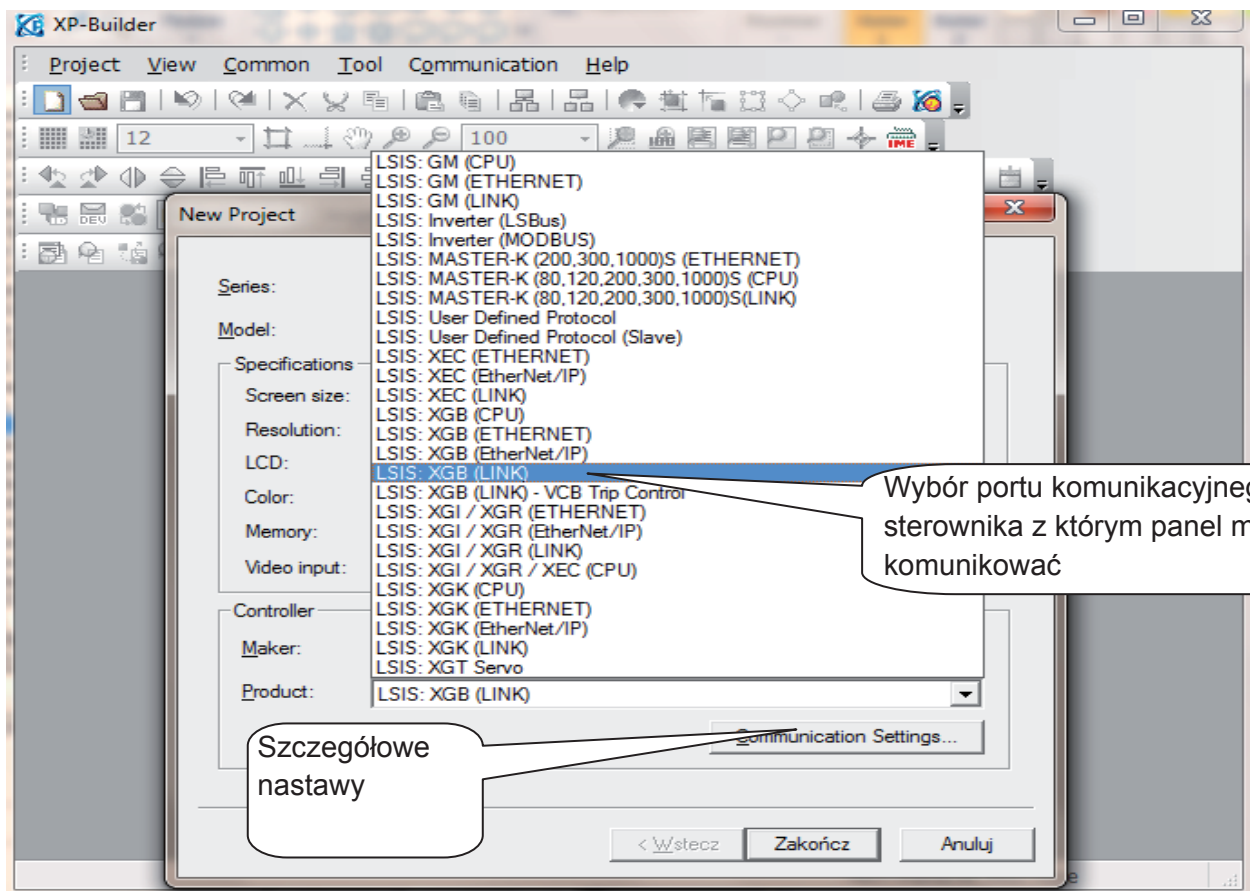 XP-Builder
Project View Common Tool Communication Help
12
100
IME
DEV
New Project
LSIS: GM (CPU)
LSIS: GM (ETHERNET)
LSIS: GM (LINK)
LSIS: Inverter (LSBus)
LSIS: Inverter (MODBUS)
LSIS: MASTER-K (200,300,1000)S (ETHERNET)
LSIS: MASTER-K (80,120,200,300,1000)S (CPU)
LSIS: MASTER-K (80,120,200,300,1000)S(LINK)
LSIS: User Defined Protocol
LSIS: User Defined Protocol (Slave)
LSIS: XEC (ETHERNET)
LSIS: XEC (EtherNet/IP)
LSIS: XEC (LINK)
LSIS: XGB (CPU)
LSIS: XGB (ETHERNET)
LSIS: XGB (EtherNet/IP)
LSIS: XGB (LINK)
LSIS: XGB (LINK) - VCB Trip Control
LSIS: XGI / XGR (ETHERNET)
LSIS: XGI / XGR (EtherNet/IP)
LSIS: XGI / XGR (LINK)
LSIS: XGI / XGR / XEC (CPU)
LSIS: XGK (CPU)
LSIS: XGK (ETHERNET)
LSIS: XGK (EtherNet/IP)
LSIS: XGK (LINK)
LSIS: XGT Servo
Series:
Model:
Specifications
Screen size:
Resolution:
LCD:
Color:
Memory:
Video input:
Controller
Maker:
Product:
LSIS: XGB (LINK)
Wybór portu komunikacyjneg
sterownika z którym panel m
komunikować
Communication Settings...
Szczegółowe
nastawy
< Wstecz
Zakończ
Anuluj